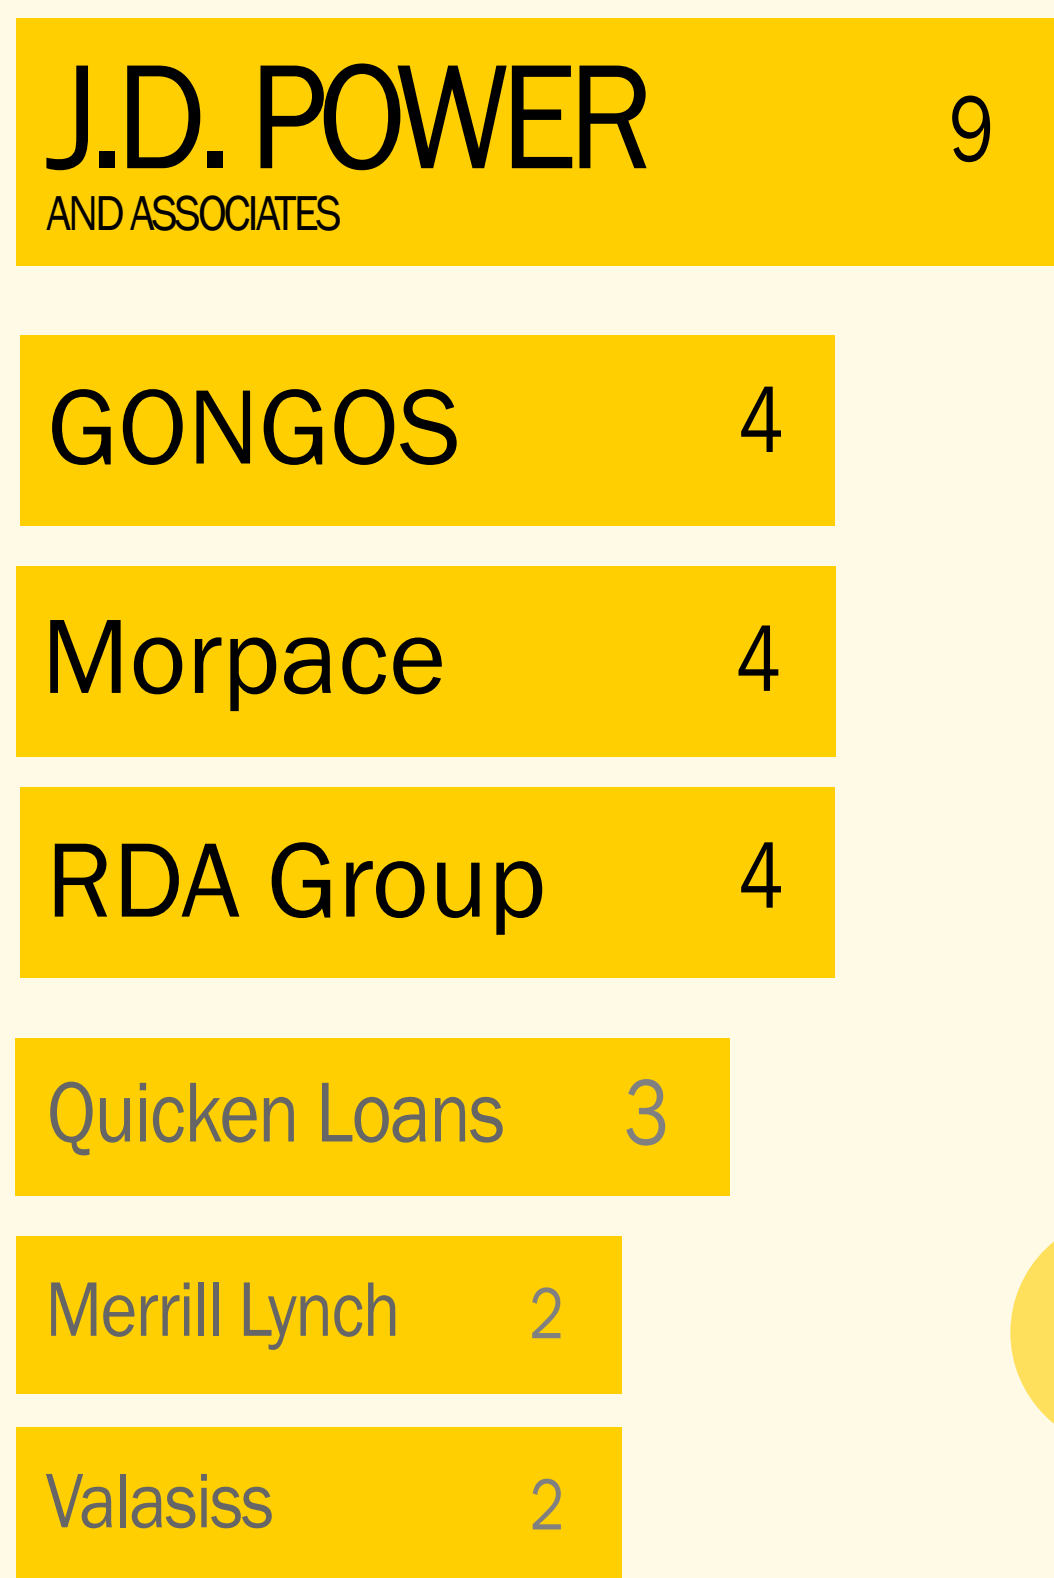 J.D. POWER 9
AND ASSOCIATES
GONGOS 4
Morpace 4
RDA Group 4
Quicken Loans 3
Merrill Lynch 2
Valasiss 2